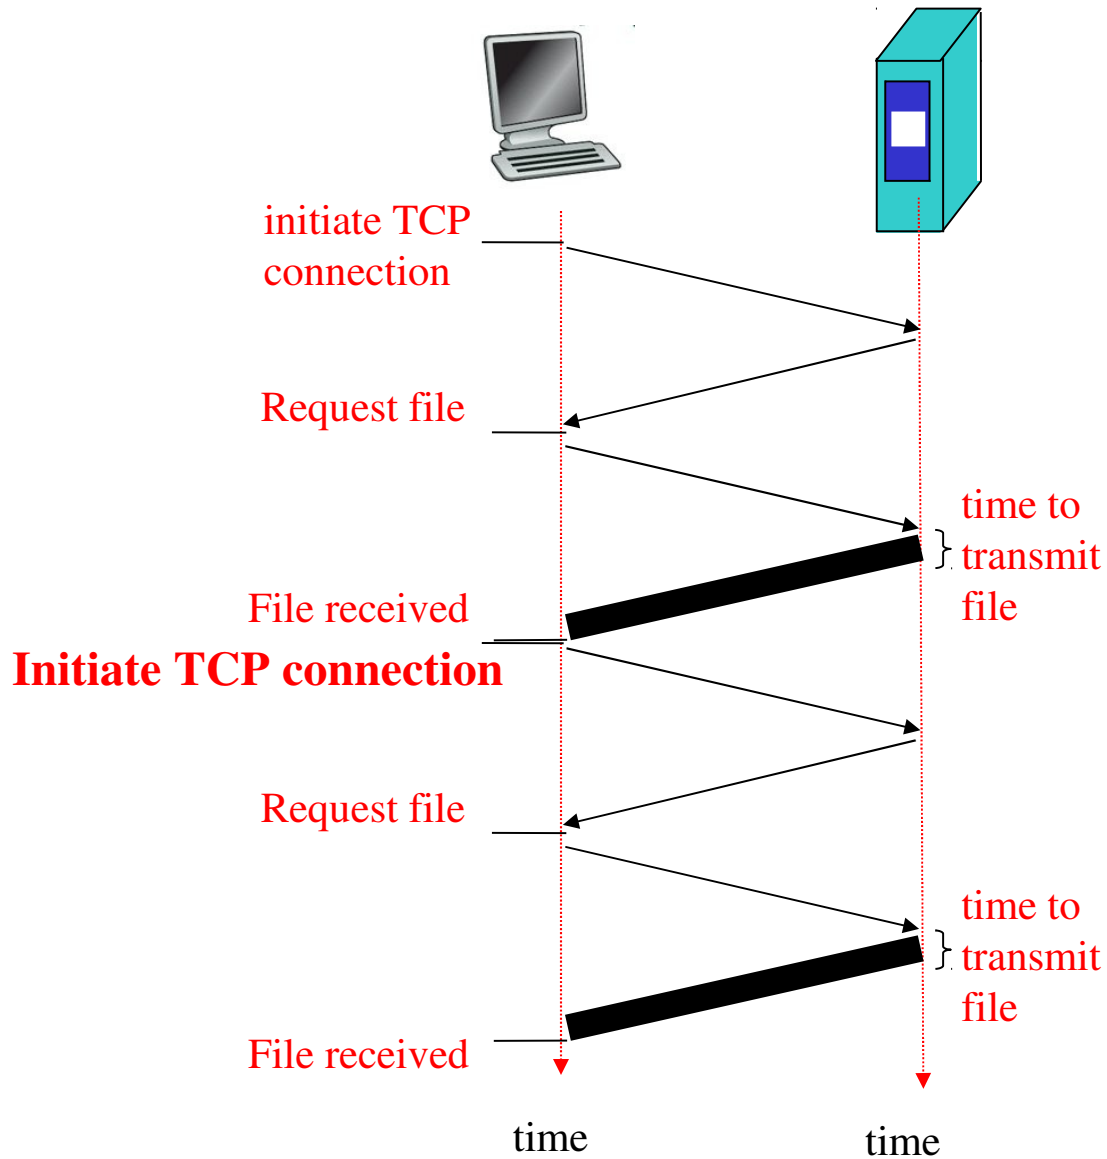 initiate TCP
connection
Request file
time to
transmit
file
File received
Initiate TCP connection
Request file
time to
transmit
file
File received
time
time